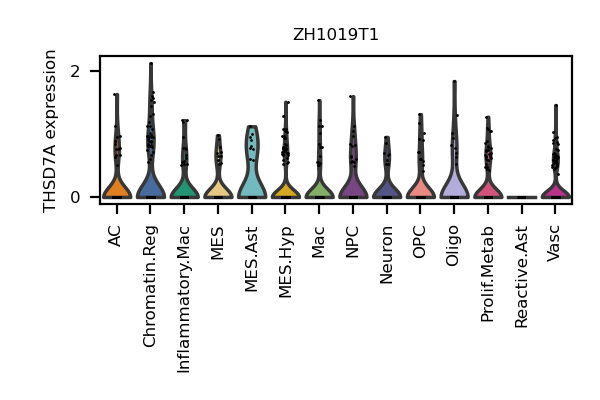 ZH1019T1
THSD7A expression
2
0
AC
Chromatin.Reg
Inflammatory.Mac
MES
MES.Ast
MES.Hyp
Mac
NPC
Neuron
OPC
Oligo
Prolif.Metab
Reactive.Ast
Vasc